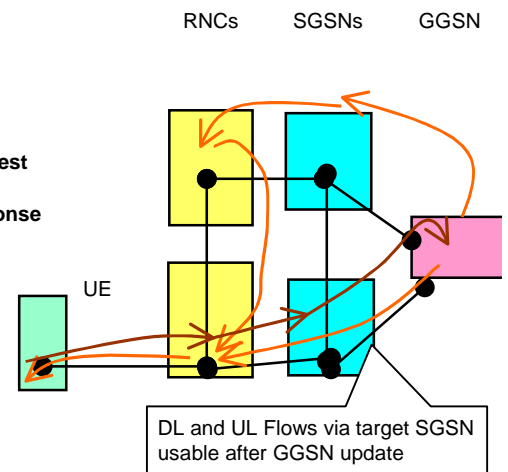 RNCs SGSNs GGSN
est
onse
UE
DL and UL Flows via target SGSN
usable after GGSN update